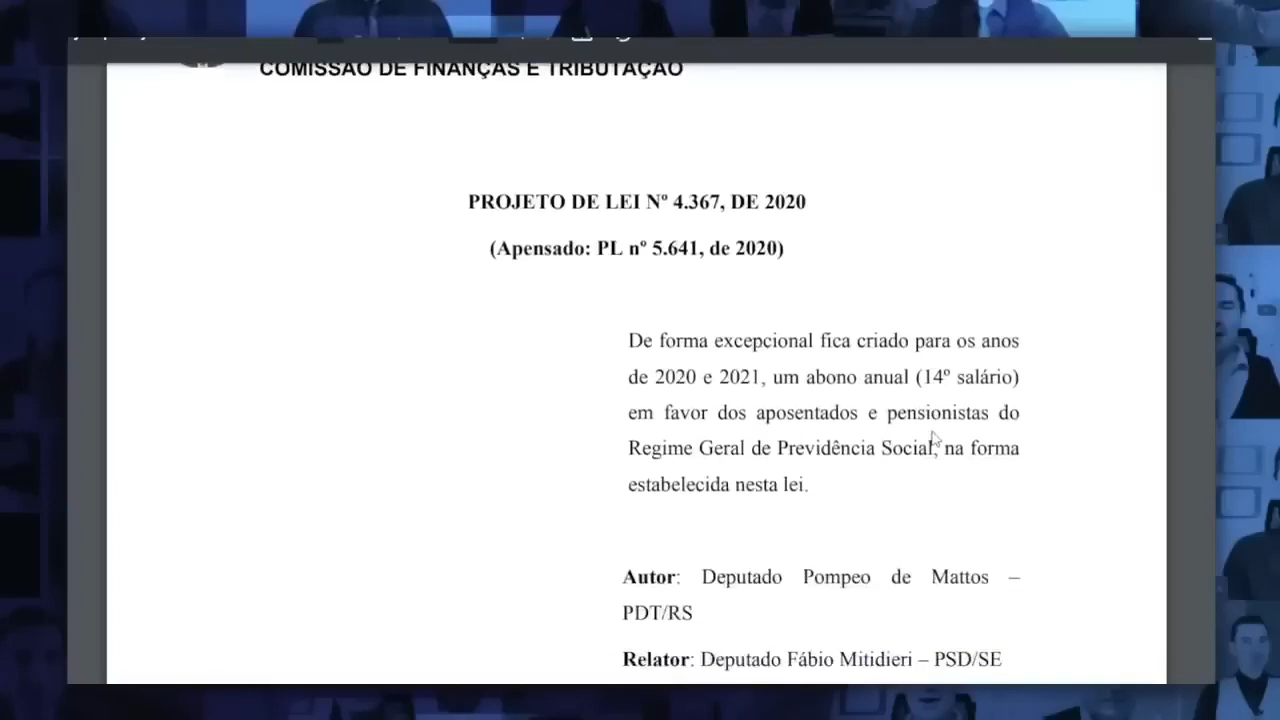 COMISSÃO DE FINANÇAS E TRIBUTAÇÃO
PROJETO DE LEI Nº 4.367, DE 2020
(Apensado: PL nº 5.641, de 2020)
De forma excepcional fica criado para os anos
de 2020 e 2021, um abono anual (14º salário)
em favor dos aposentados e pensionistas do
Regime Geral de Previdência Social, na forma
estabelecida nesta lei.
Autor: Deputado Pompeo de Mattos –
PDT/RS
Relator: Deputado Fábio Mitidieri – PSD/SE